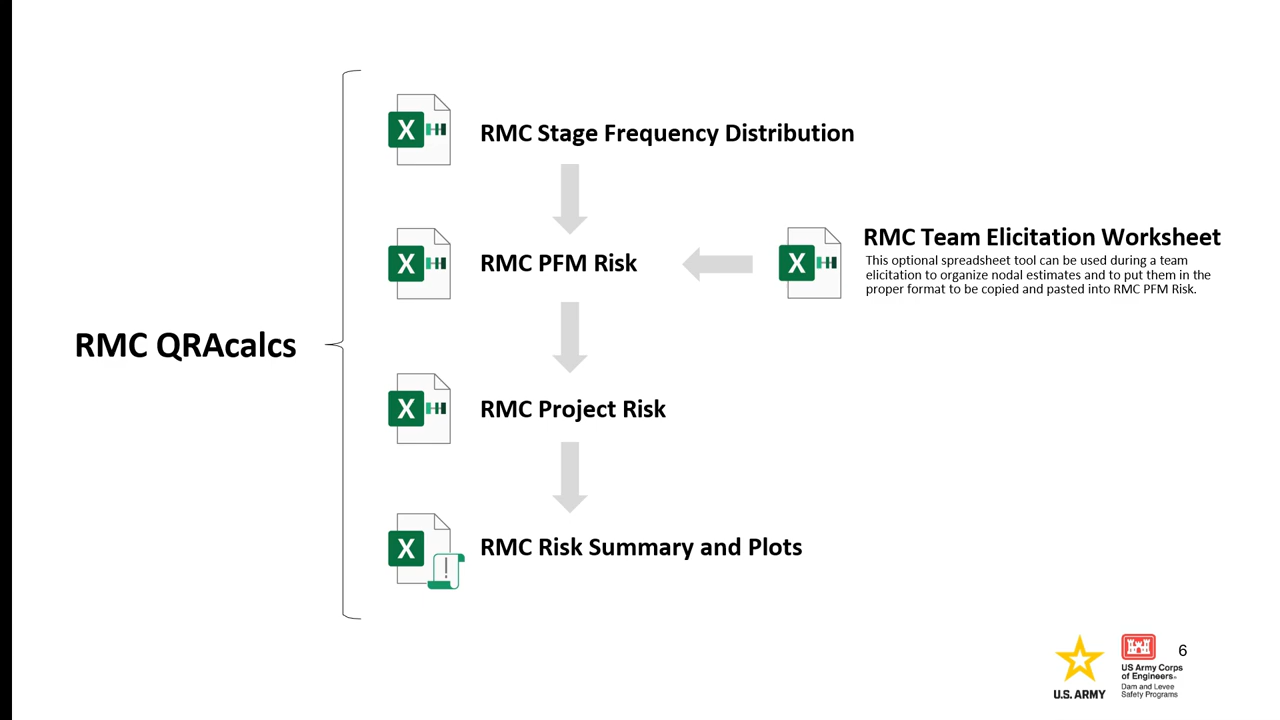 RMC Stage Frequency Distribution
RMC Team Elicitation Worksheet
This optional spreadsheet tool can be used during a team
elicitation to organize nodal estimates and to put them in the
proper format to be copied and pasted into RMC PFM Risk.
RMC PFM Risk
RMC QRAcalcs
RMC Project Risk
RMC Risk Summary and Plots
X
X
X
X
X
U.S. ARMY
US Army Corps
of Engineers®
Dam and Levee
Safety Programs
6